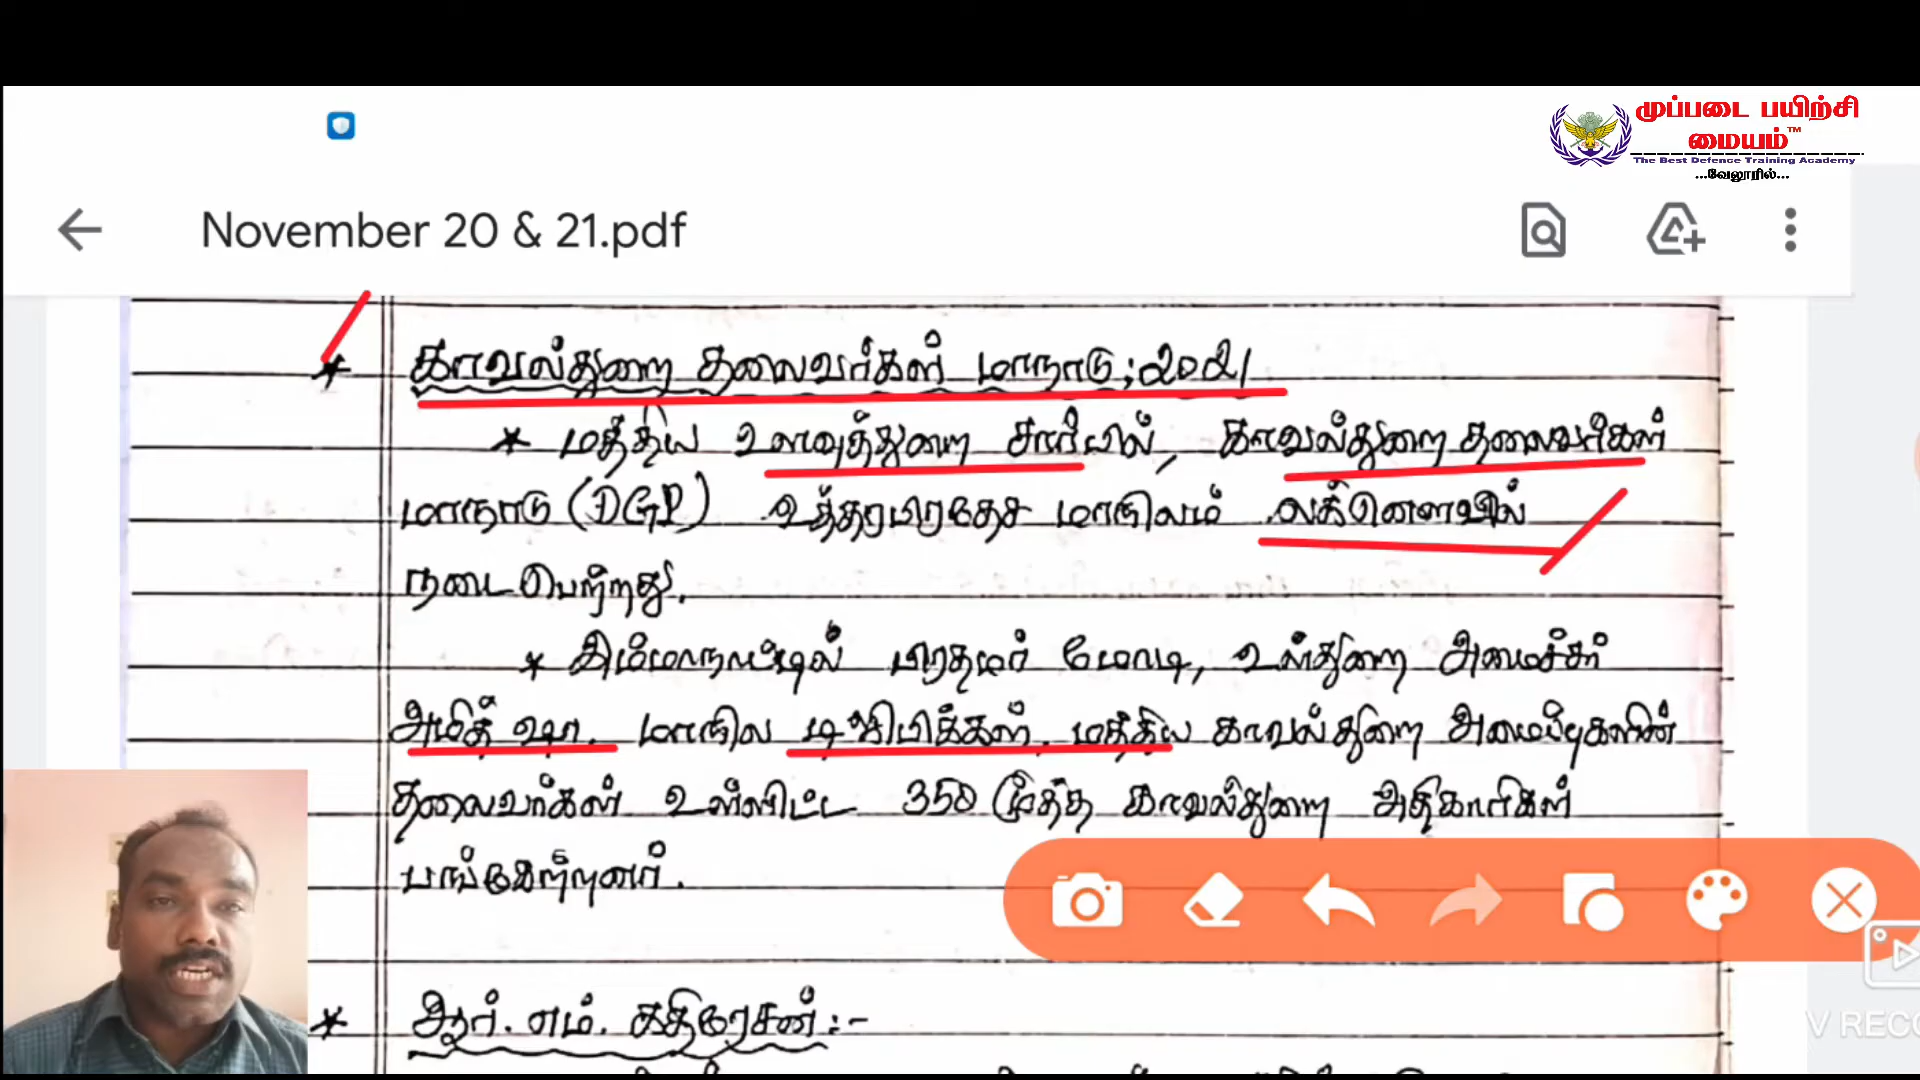 முப்படை பயிற்சி
மையம்™
The Best Defence Training Academy
...வேலூரில்...
November 20 & 21.pdf
* காவல்துறை தலைவர்கள் மாநாடு ; 2021
* மத்திய உளவுத்துறை சார்பில், காவல்துறை தலைவர்கள்
மாநாடு (DGP) உத்தரபிரதேச மாநிலம் லக்னௌவில்
நடைபெற்றது.
* இம்மாநாட்டில் பிரதமர் மோடி, உள்துறை அமைச்சர்
அமித் ஷா. மாநில டிஜிபிக்கள், மத்திய காவல்துறை அமைப்புகளின்
தலைவர்கள் உள்ளிட்ட 350 மூத்த காவல்துறை அதிகாரிகள்
பங்கேற்றனர்.
* ஆர். எம். கதிரேசன் :-
V RECO